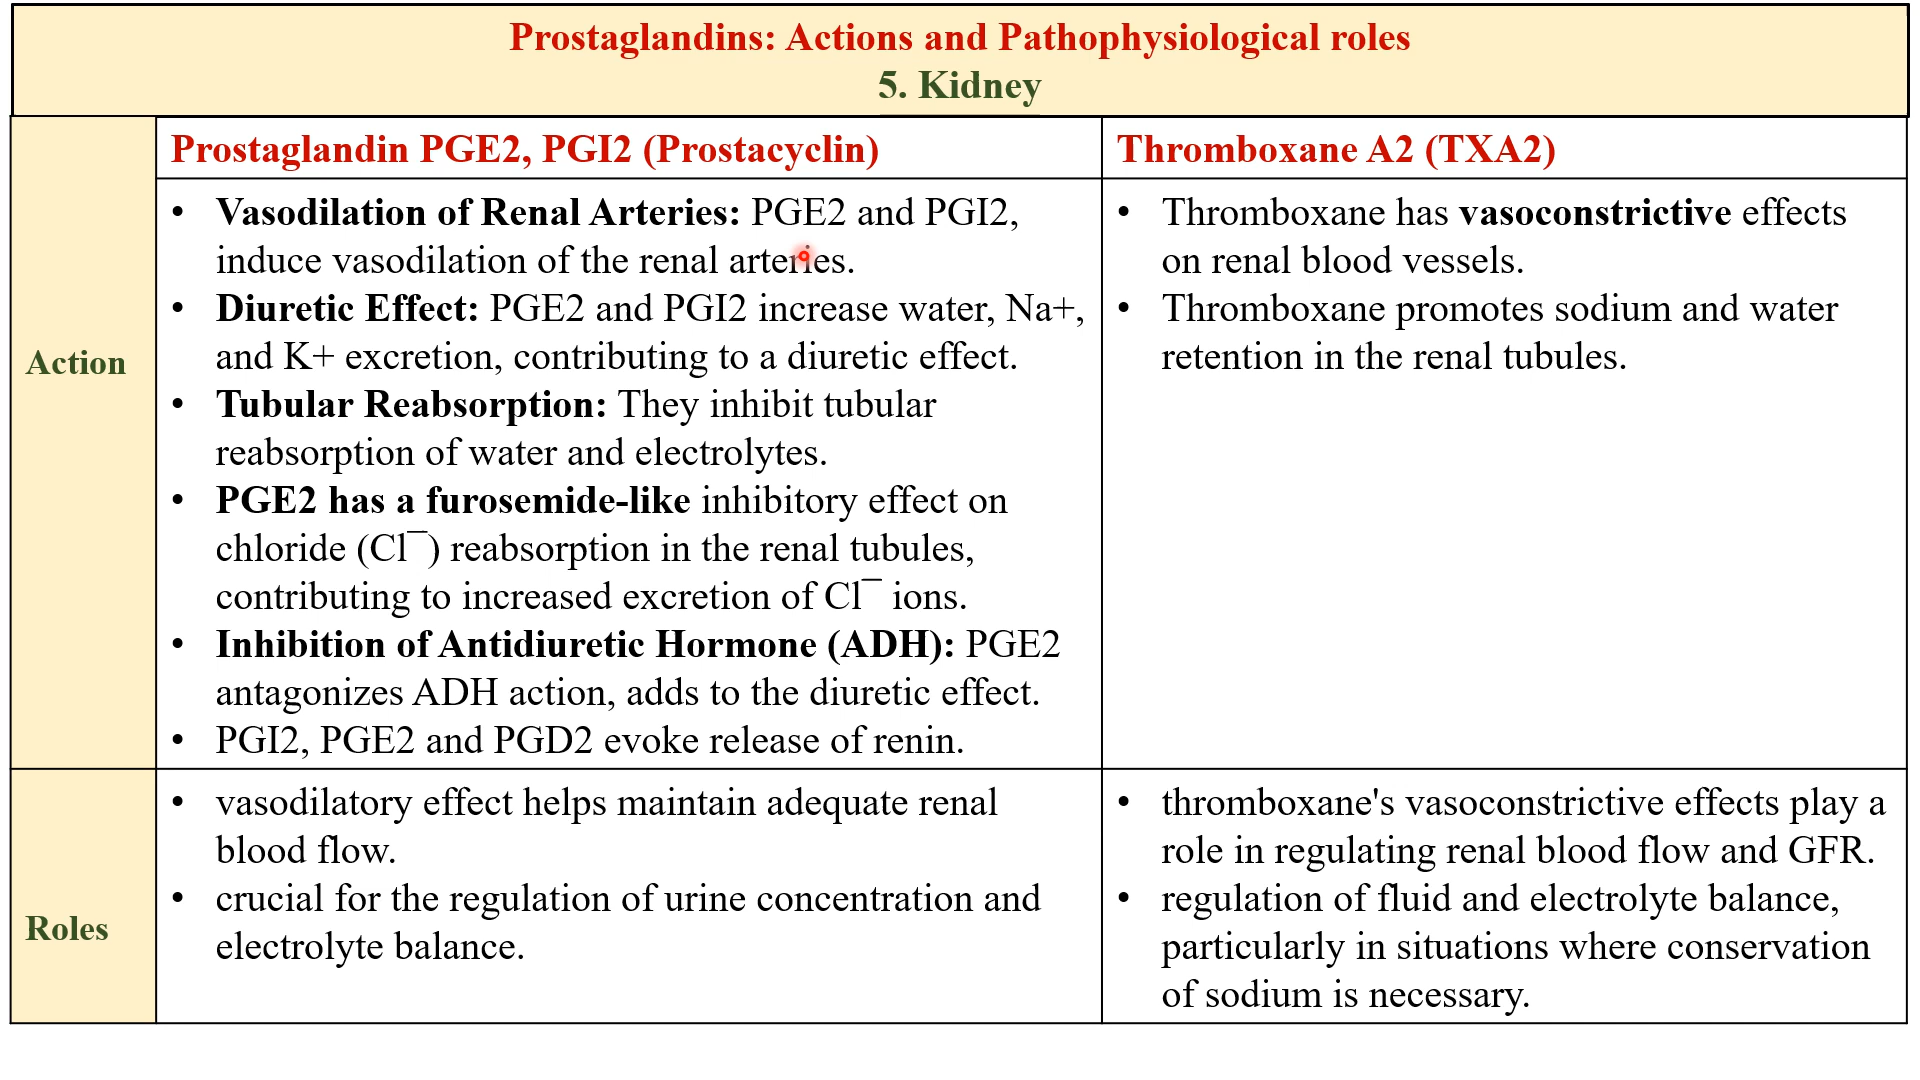 Prostaglandins: Actions and Pathophysiological roles
5. Kidney
Action
Prostaglandin PGE2, PGI2 (Prostacyclin)
• Vasodilation of Renal Arteries: PGE2 and PGI2,
induce vasodilation of the renal arteries.
• Diuretic Effect: PGE2 and PGI2 increase water, Na+,
and K+ excretion, contributing to a diuretic effect.
• Tubular Reabsorption: They inhibit tubular
reabsorption of water and electrolytes.
• PGE2 has a furosemide-like inhibitory effect on
chloride (Cl¯) reabsorption in the renal tubules,
contributing to increased excretion of Cl¯ ions.
• Inhibition of Antidiuretic Hormone (ADH): PGE2
antagonizes ADH action, adds to the diuretic effect.
• PGI2, PGE2 and PGD2 evoke release of renin.
Thromboxane A2 (TXA2)
• Thromboxane has vasoconstrictive effects
on renal blood vessels.
• Thromboxane promotes sodium and water
retention in the renal tubules.
Roles
• vasodilatory effect helps maintain adequate renal
blood flow.
• crucial for the regulation of urine concentration and
electrolyte balance.
• thromboxane's vasoconstrictive effects play a
role in regulating renal blood flow and GFR.
• regulation of fluid and electrolyte balance,
particularly in situations where conservation
of sodium is necessary.